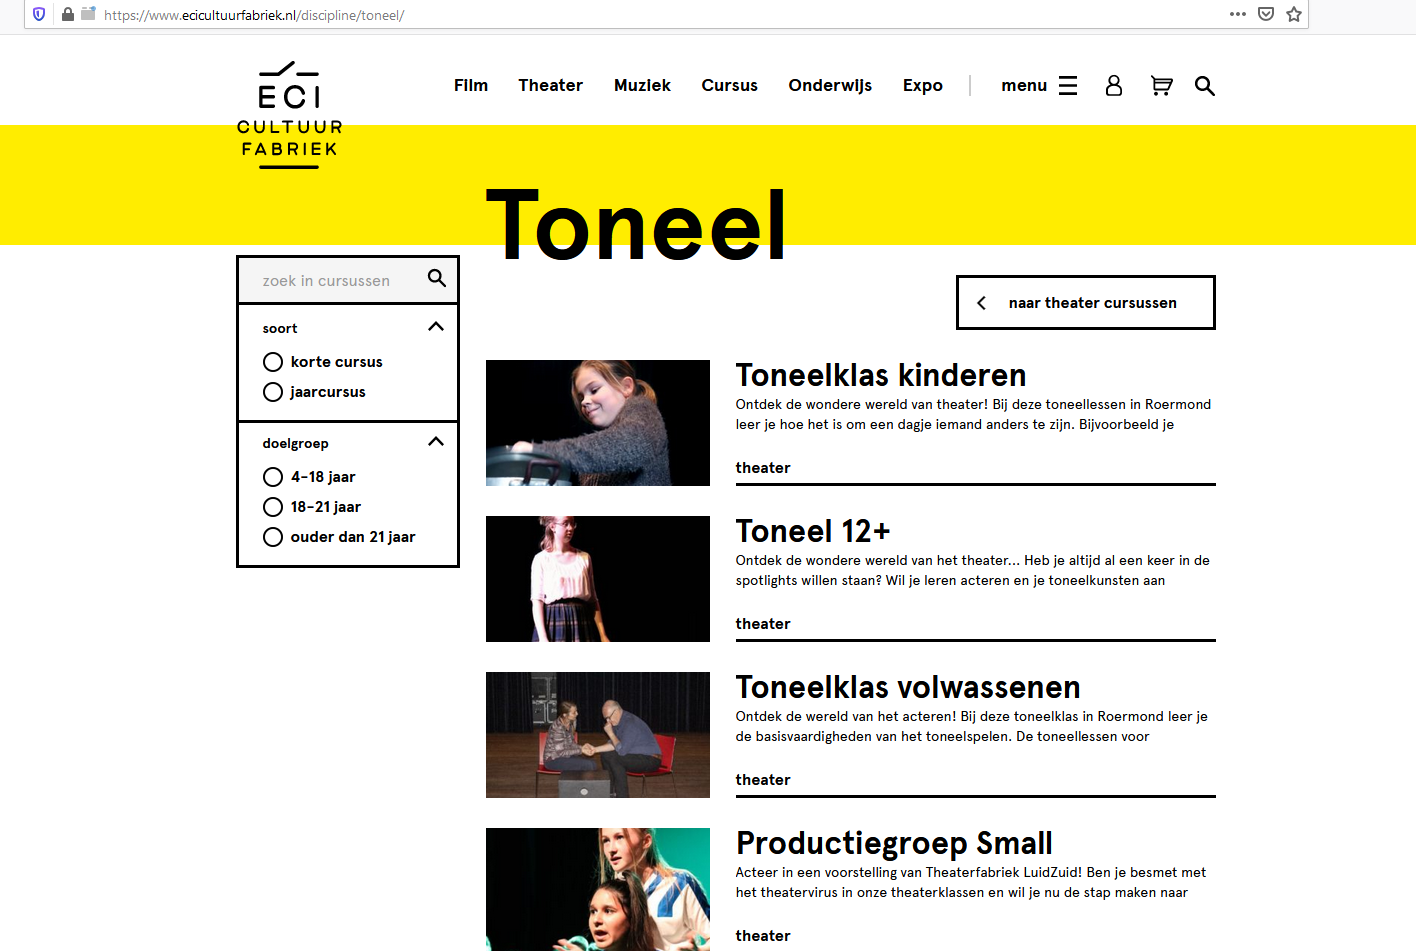 https://www.ecicultuurfabriek.nl/discipline/toneel/
ECI
CULTUUR
FABRIEK
Film
Theater
Muziek
Cursus
Onderwijs
Expo
menu
Toneel
zoek in cursussen
soort
korte cursus
jaarcursus
doelgroep
4-18 jaar
18-21 jaar
ouder dan 21 jaar
naar theater cursussen
Toneelklas kinderen
Ontdek de wondere wereld van theater! Bij deze toneellessen in Roermond
leer je hoe het is om een dagje iemand anders te zijn. Bijvoorbeeld je
theater
Toneel 12+
Ontdek de wondere wereld van het theater... Heb je altijd al een keer in de
spotlights willen staan? Wil je leren acteren en je toneelkunsten aan
theater
Toneelklas volwassenen
Ontdek de wereld van het acteren! Bij deze toneelklas in Roermond leer je
de basisvaardigheden van het toneelspelen. De toneellessen voor
theater
Productiegroep Small
Acteer in een voorstelling van Theaterfabriek LuidZuid! Ben je besmet met
het theatervirus in onze theaterklassen en wil je nu de stap maken naar
theater